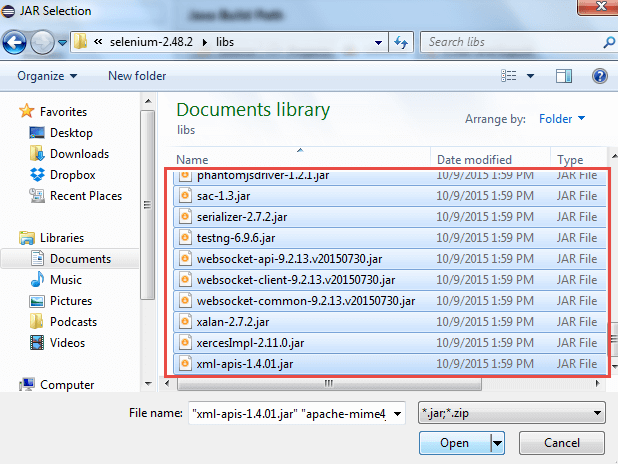 JAR Selection
Java Build Path
« selenium-2.48.2 ▸ libs
Search libs
Organize
New folder
Favorites
Desktop
Downloads
Dropbox
Recent Places
Libraries
Documents
Music
Pictures
Podcasts
Videos
Computer
Documents library
libs
Arrange by: Folder
Name Date modified Type
phantomjsdriver-1.2.1.jar 10/9/2015 1:59 PM JAR File
sac-1.3.jar 10/9/2015 1:59 PM JAR File
serializer-2.7.2.jar 10/9/2015 1:59 PM JAR File
testng-6.9.6.jar 10/9/2015 1:59 PM JAR File
websocket-api-9.2.13.v20150730.jar 10/9/2015 1:59 PM JAR File
websocket-client-9.2.13.v20150730.jar 10/9/2015 1:59 PM JAR File
websocket-common-9.2.13.v20150730.jar 10/9/2015 1:59 PM JAR File
xalan-2.7.2.jar 10/9/2015 1:59 PM JAR File
xercesImpl-2.11.0.jar 10/9/2015 1:59 PM JAR File
xml-apis-1.4.01.jar 10/9/2015 1:59 PM JAR File
File name: "xml-apis-1.4.01.jar" "apache-mime4j *.jar;*.zip
Open Cancel